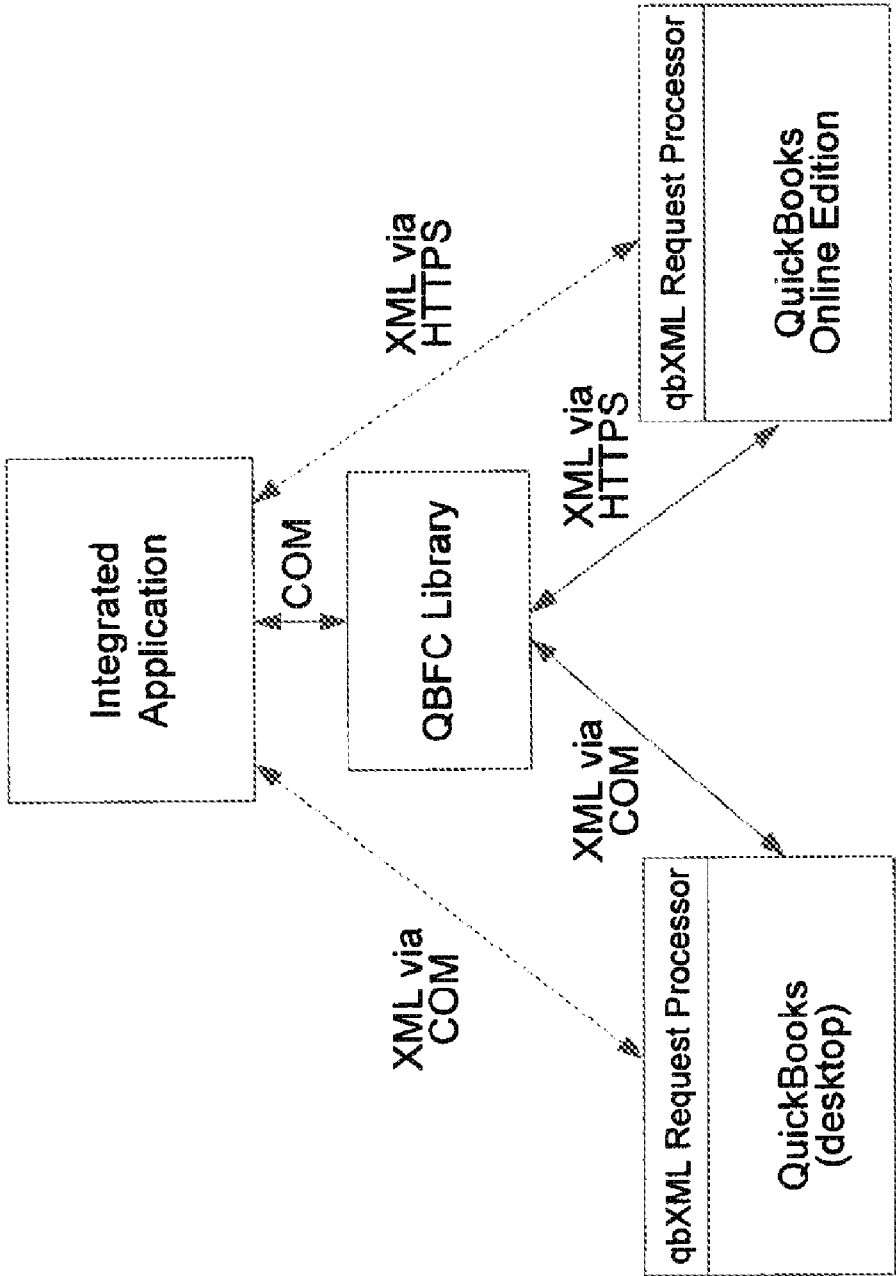 Integrated
Application
COM
QBFC Library
XML via
COM
XML via
HTTPS
XML via
COM
XML via
HTTPS
qbXML Request Processor
QuickBooks
(desktop)
qbXML Request Processor
QuickBooks
Online Edition